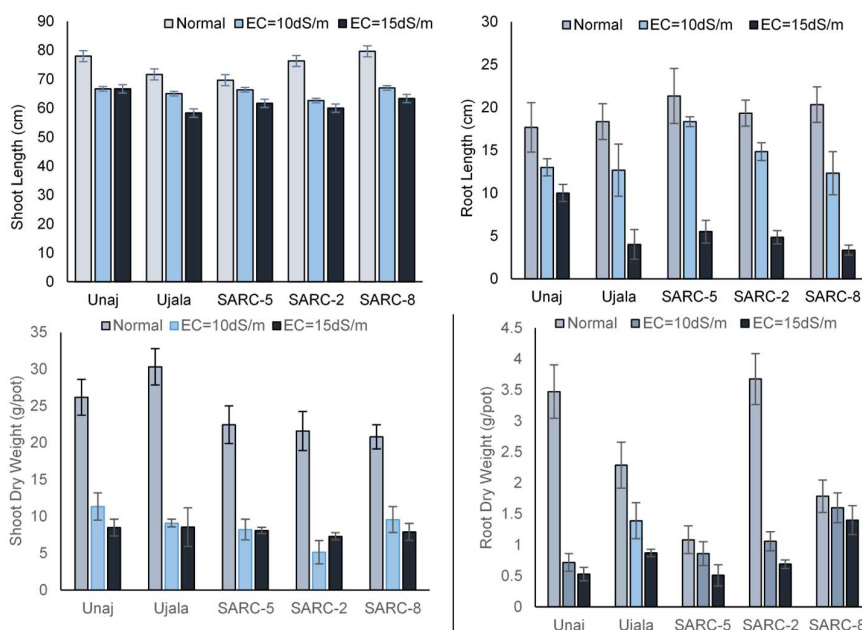 Normal EC=10dS/m EC=15dS/m
Shoot Length (cm)
90
80
70
60
50
40
30
20
10
0
Unaj Ujala SARC-5 SARC-2 SARC-8
Normal EC=10dS/m EC=15dS/m
Root Length (cm)
30
25
20
15
10
5
0
Unaj Ujala SARC-5 SARC-2 SARC-8
Normal EC=10dS/m EC=15dS/m
Shoot Dry Weight (g/pot)
35
30
25
20
15
10
5
0
Unaj Ujala SARC-5 SARC-2 SARC-8
Normal EC=10dS/m EC=15dS/m
Root Dry Weight (g/pot)
4.5
4
3.5
3
2.5
2
1.5
1
0.5
0
Unaj Ujala SARC-5 SARC-2 SARC-8